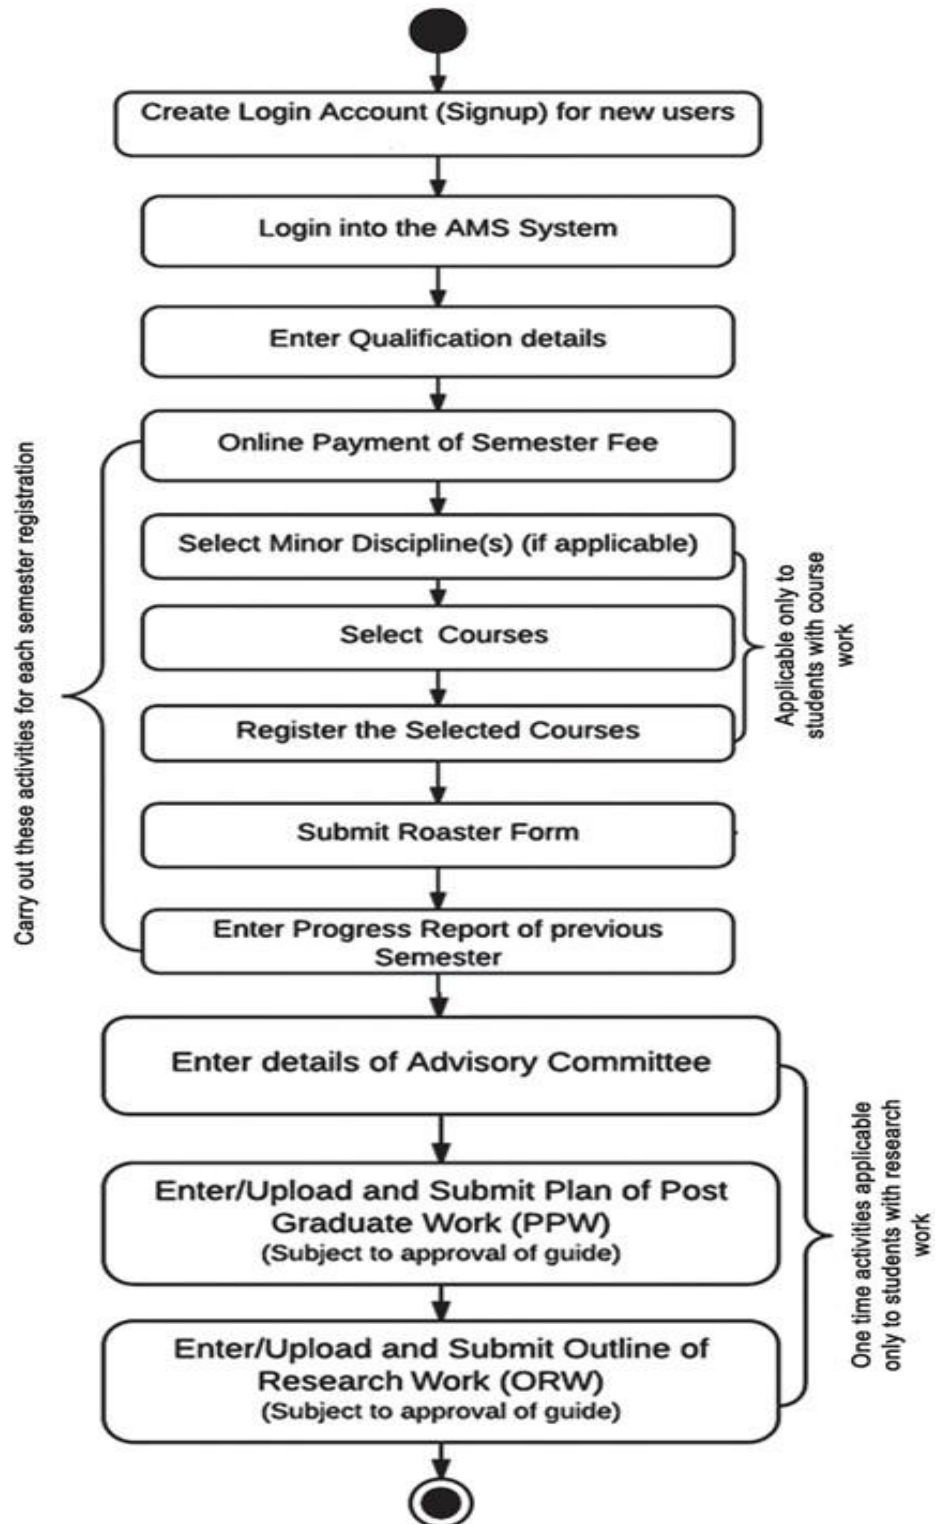 Create Login Account (Signup) for new users
Login into the AMS System
Enter Qualification details
Online Payment of Semester Fee
Select Minor Discipline(s) (if applicable)
Select Courses
Register the Selected Courses
Submit Roaster Form
Enter Progress Report of previous
Semester
Carry out these activities for each semester registration
Applicable only to
students with course
work
Enter details of Advisory Committee
Enter/Upload and Submit Plan of Post
Graduate Work (PPW)
(Subject to approval of guide)
Enter/Upload and Submit Outline of
Research Work (ORW)
(Subject to approval of guide)
One time activities applicable
only to students with research
work